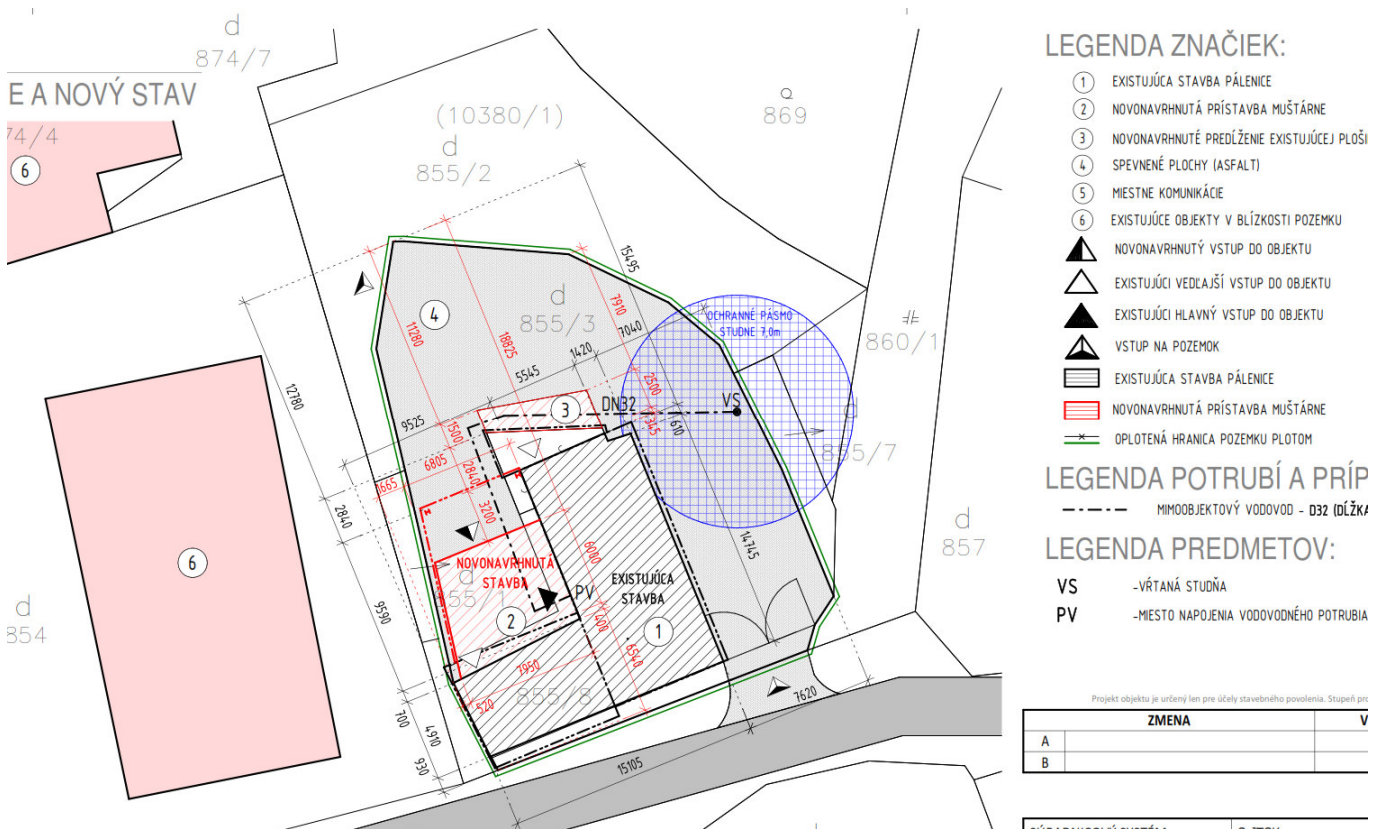 d
874/7
E A NOVÝ STAV
74/4
6
(10380/1)
d
855/2
869
15495
4
d
855/3
11280
18825
7910
OCHRANNÉ PÁSMO
STUDNE 7,0m
7040
1420
5545
860/1
12780
9525
3
DN32
2500
VS
2345
610
1500
6805
2840
1665
3200
d
855/7
2840
6
NOVONAVRHNUTÁ
STAVBA
d
855/1
2
PV
EXISTUJÚCA
STAVBA
1
6000
1400
6540
14745
d
857
d
854
9590
7950
520
855/8
7620
700
4910
930
15105
LEGENDA ZNAČIEK:
1 EXISTUJÚCA STAVBA PÁLENICE
2 NOVONAVRHNUTÁ PRÍSTAVBA MUŠTÁRNE
3 NOVONAVRHNUTÉ PREDĹŽENIE EXISTUJÚCEJ PLOŠI
4 SPEVNENÉ PLOCHY (ASFALT)
5 MIESTNE KOMUNIKÁCIE
6 EXISTUJÚCE OBJEKTY V BLÍZKOSTI POZEMKU
NOVONAVRHNUTÝ VSTUP DO OBJEKTU
EXISTUJÚCI VEDĽAJŠÍ VSTUP DO OBJEKTU
EXISTUJÚCI HLAVNÝ VSTUP DO OBJEKTU
VSTUP NA POZEMOK
EXISTUJÚCA STAVBA PÁLENICE
NOVONAVRHNUTÁ PRÍSTAVBA MUŠTÁRNE
OPLOTENÁ HRANICA POZEMKU PLOTOM
LEGENDA POTRUBÍ A PRÍP
MIMOOBJEKTOVÝ VODOVOD - D32 (DĹŽKA
LEGENDA PREDMETOV:
VS -VŔTANÁ STUDŇA
PV -MIESTO NAPOJENIA VODOVODNÉHO POTRUBIA
Projekt objektu je určený len pre účely stavebného povolenia. Stupeň pro
ZMENA V
A
B